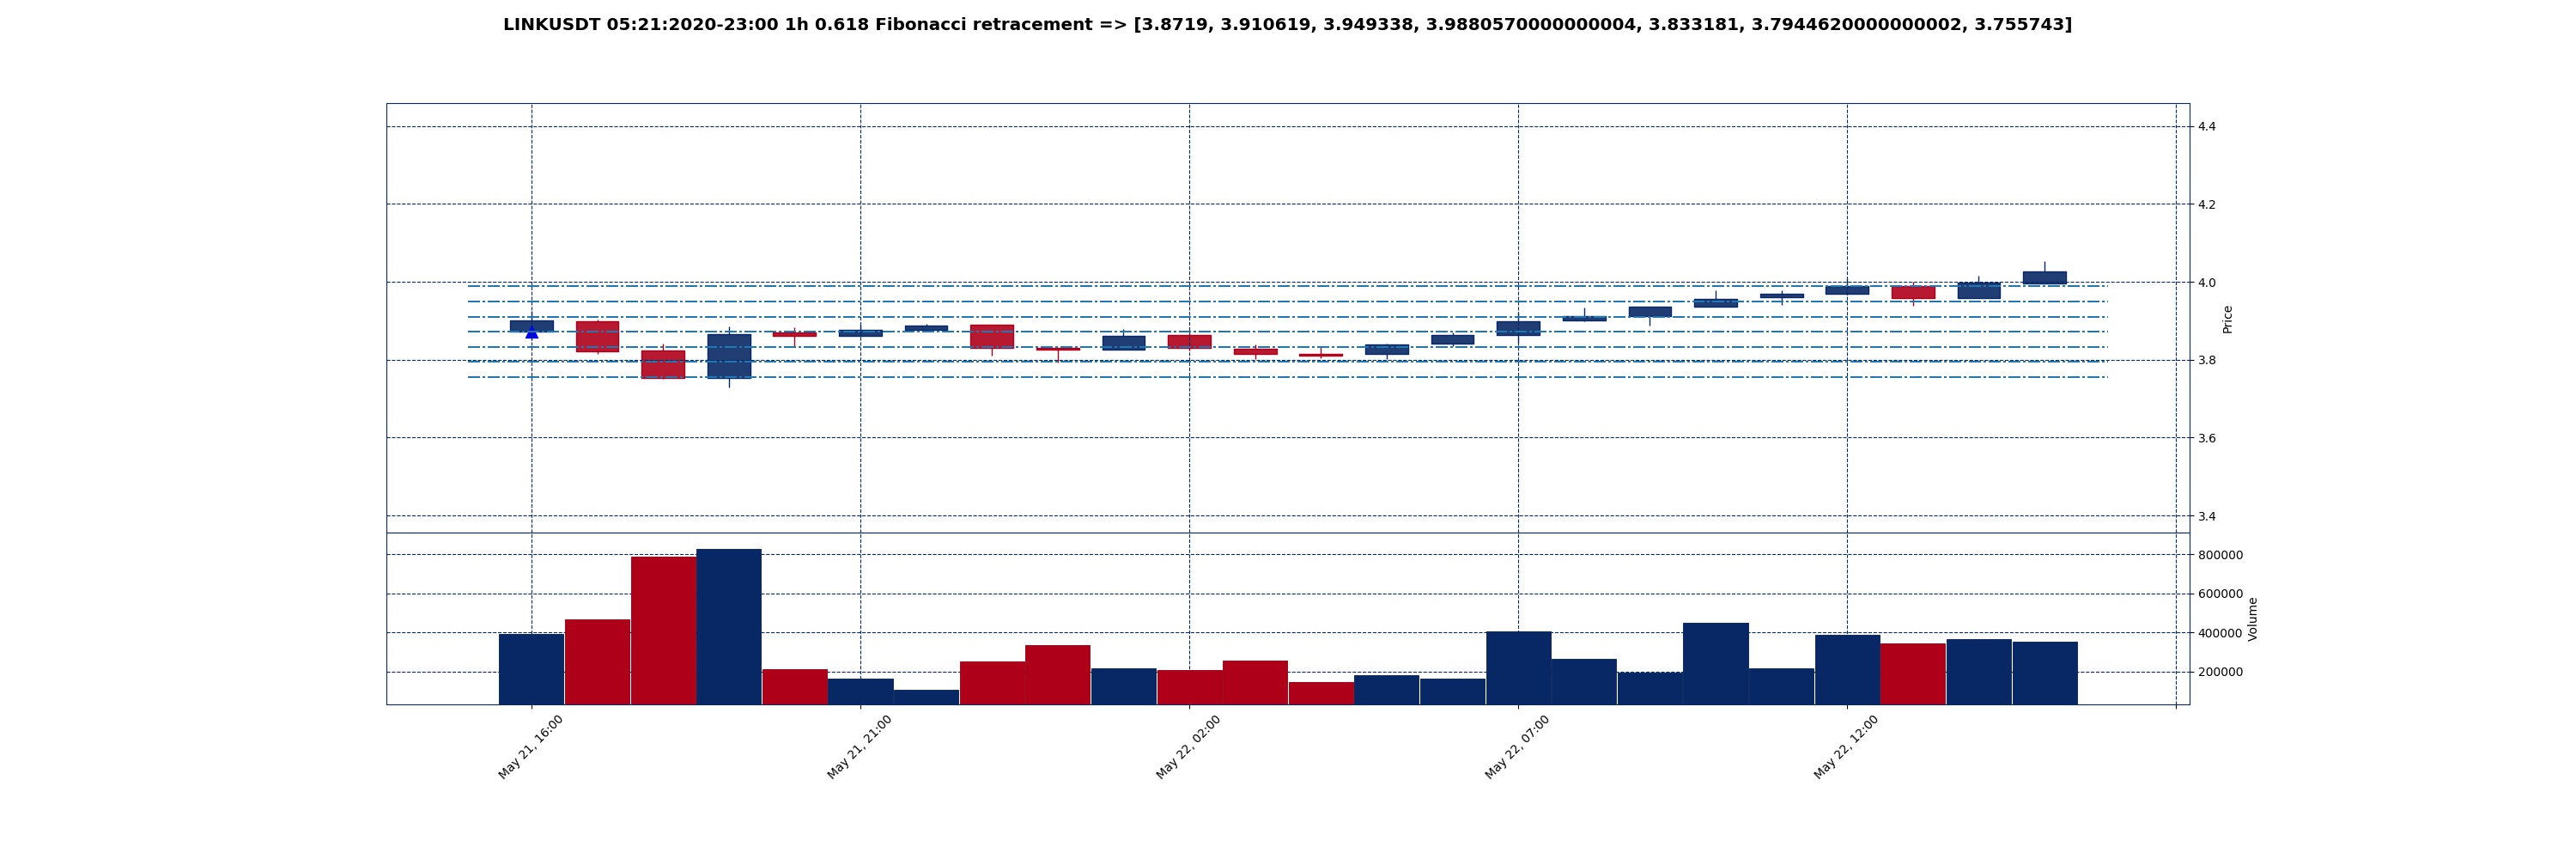 LINKUSDT 05:21:2020-23:00 1h 0.618 Fibonacci retracement => [3.8719, 3.910619, 3.949338, 3.9880570000000004, 3.833181, 3.7944620000000002, 3.755743]
4.4
4.2
4.0
3.8
3.6
3.4
Price
800000
600000
400000
200000
Volume
May 21, 16:00
May 21, 21:00
May 22, 02:00
May 22, 07:00
May 22, 12:00